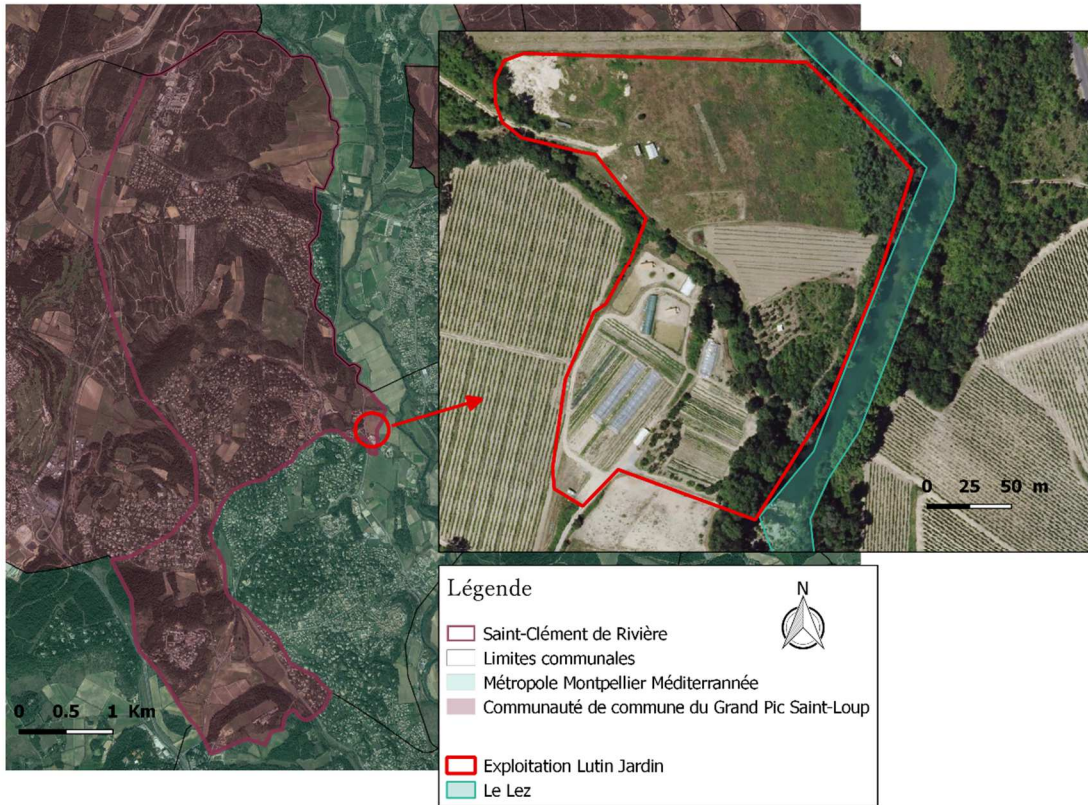 0 25 50 m
Légende
N
Saint-Clément de Rivière
Limites communales
Métropole Montpellier Méditerrannée
Communauté de commune du Grand Pic Saint-Loup
0 0.5 1 Km
Exploitation Lutin Jardin
Le Lez